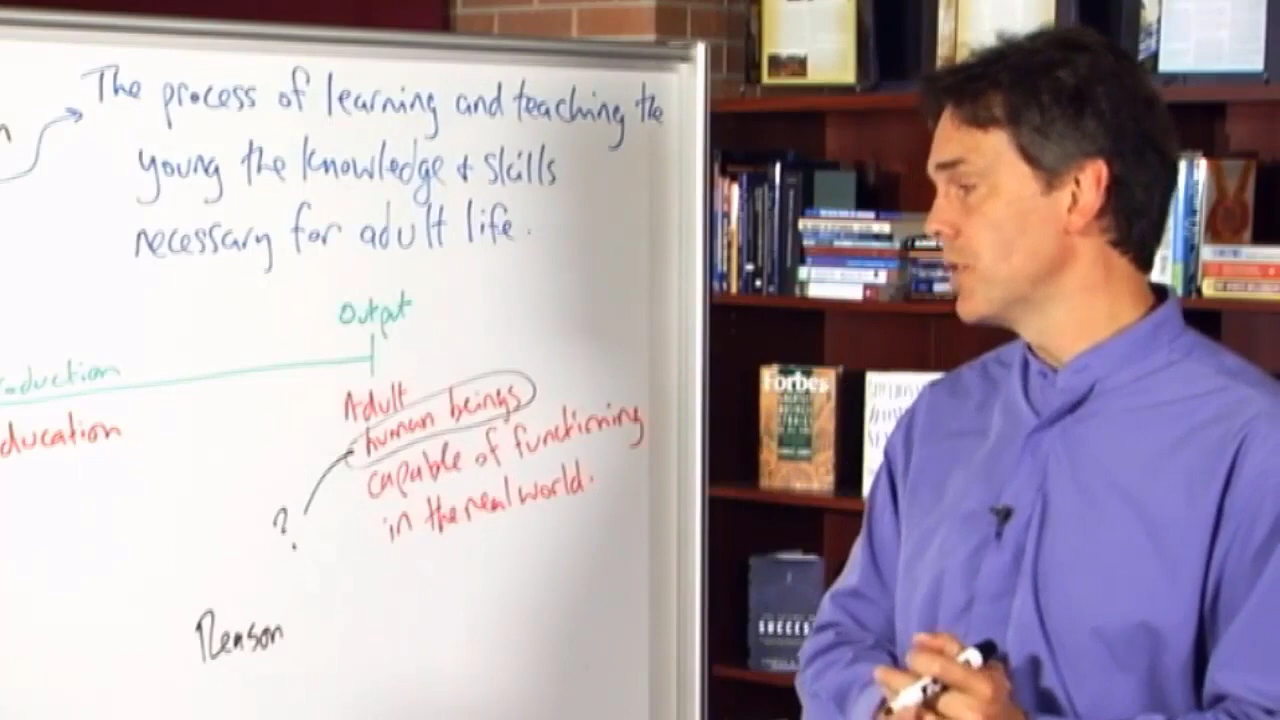 The process of learning and teaching the
young the knowledge + skills
necessary for adult life.
Output
oduction
ducation
Adult
human beings
capable of functioning
in the real world.
?
Reason
Forbes
SUCCESS